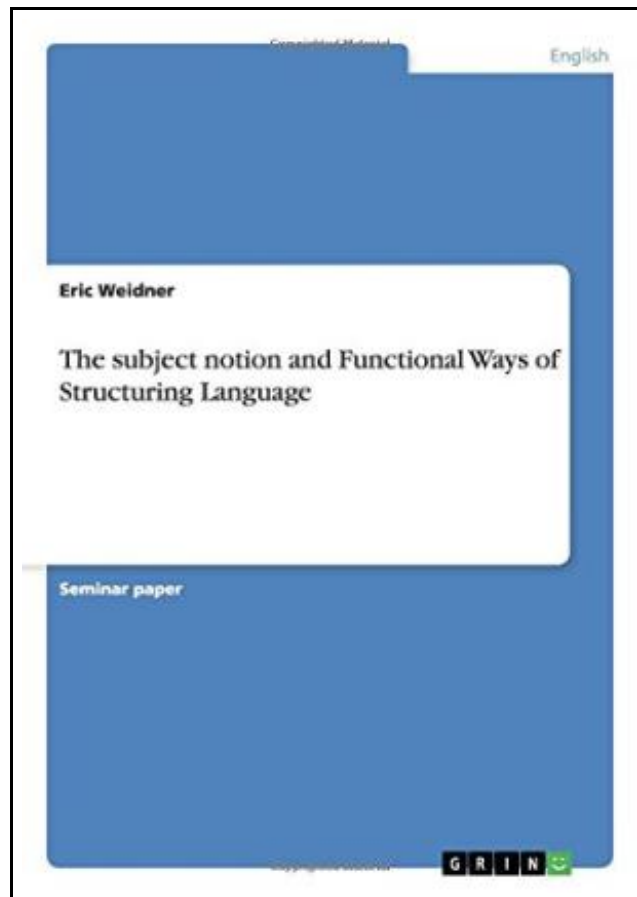 English
Eric Weidner
The subject notion and Functional Ways of
Structuring Language
Seminar paper
GRIN